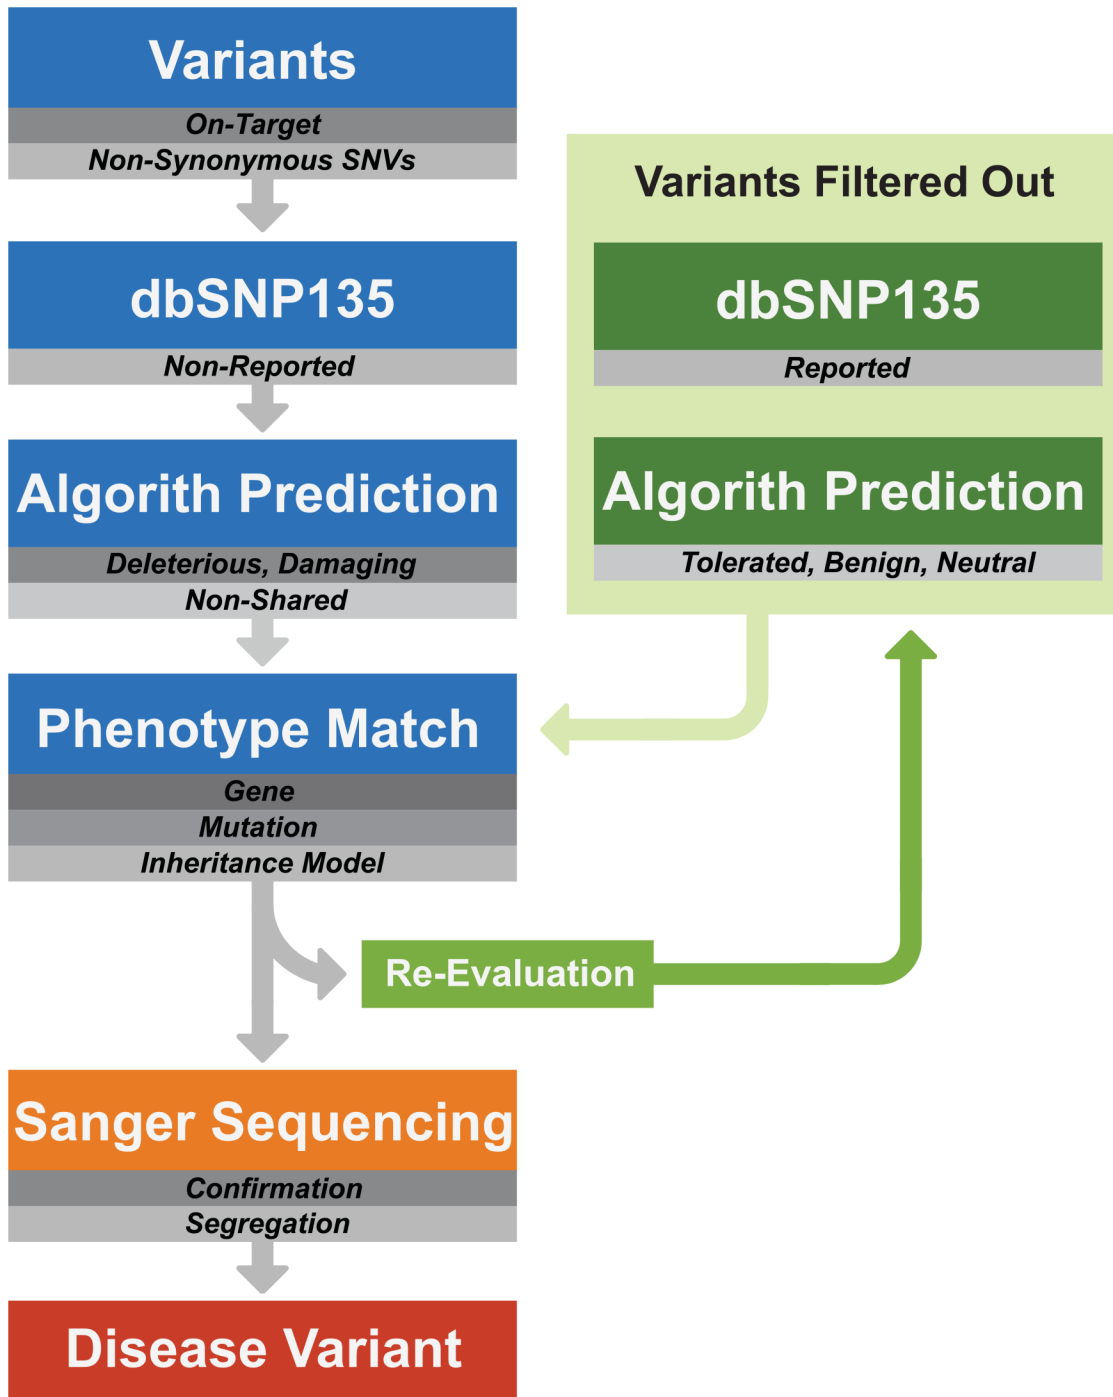 Variants
On-Target
Non-Synonymous SNVs
dbSNP135
Non-Reported
Algorith Prediction
Deleterious, Damaging
Non-Shared
Phenotype Match
Gene
Mutation
Inheritance Model
Variants Filtered Out
dbSNP135
Reported
Algorith Prediction
Tolerated, Benign, Neutral
Re-Evaluation
Sanger Sequencing
Confirmation
Segregation
Disease Variant